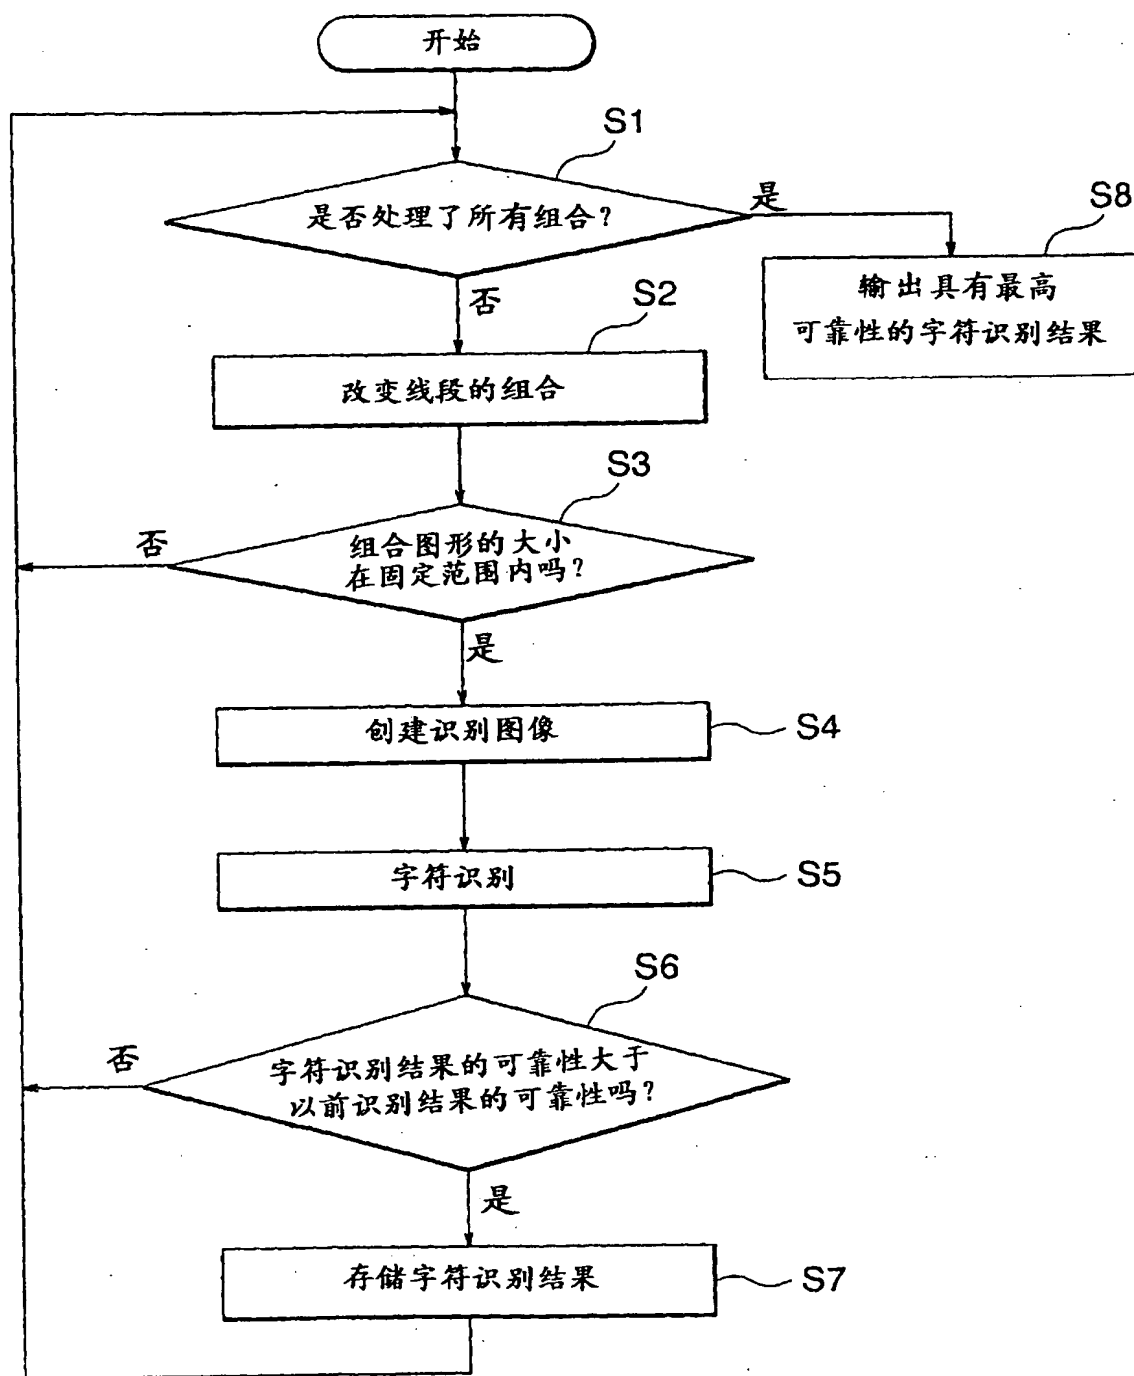 开始
S1
是否处理了所有组合?
是
S8
输出具有最高
可靠性的字符识别结果
否
S2
改变线段的组合
S3
组合图形的大小
在固定范围内吗?
否
是
创建识别图像
S4
字符识别
S5
S6
字符识别结果的可靠性大于
以前识别结果的可靠性吗?
否
是
存储字符识别结果
S7